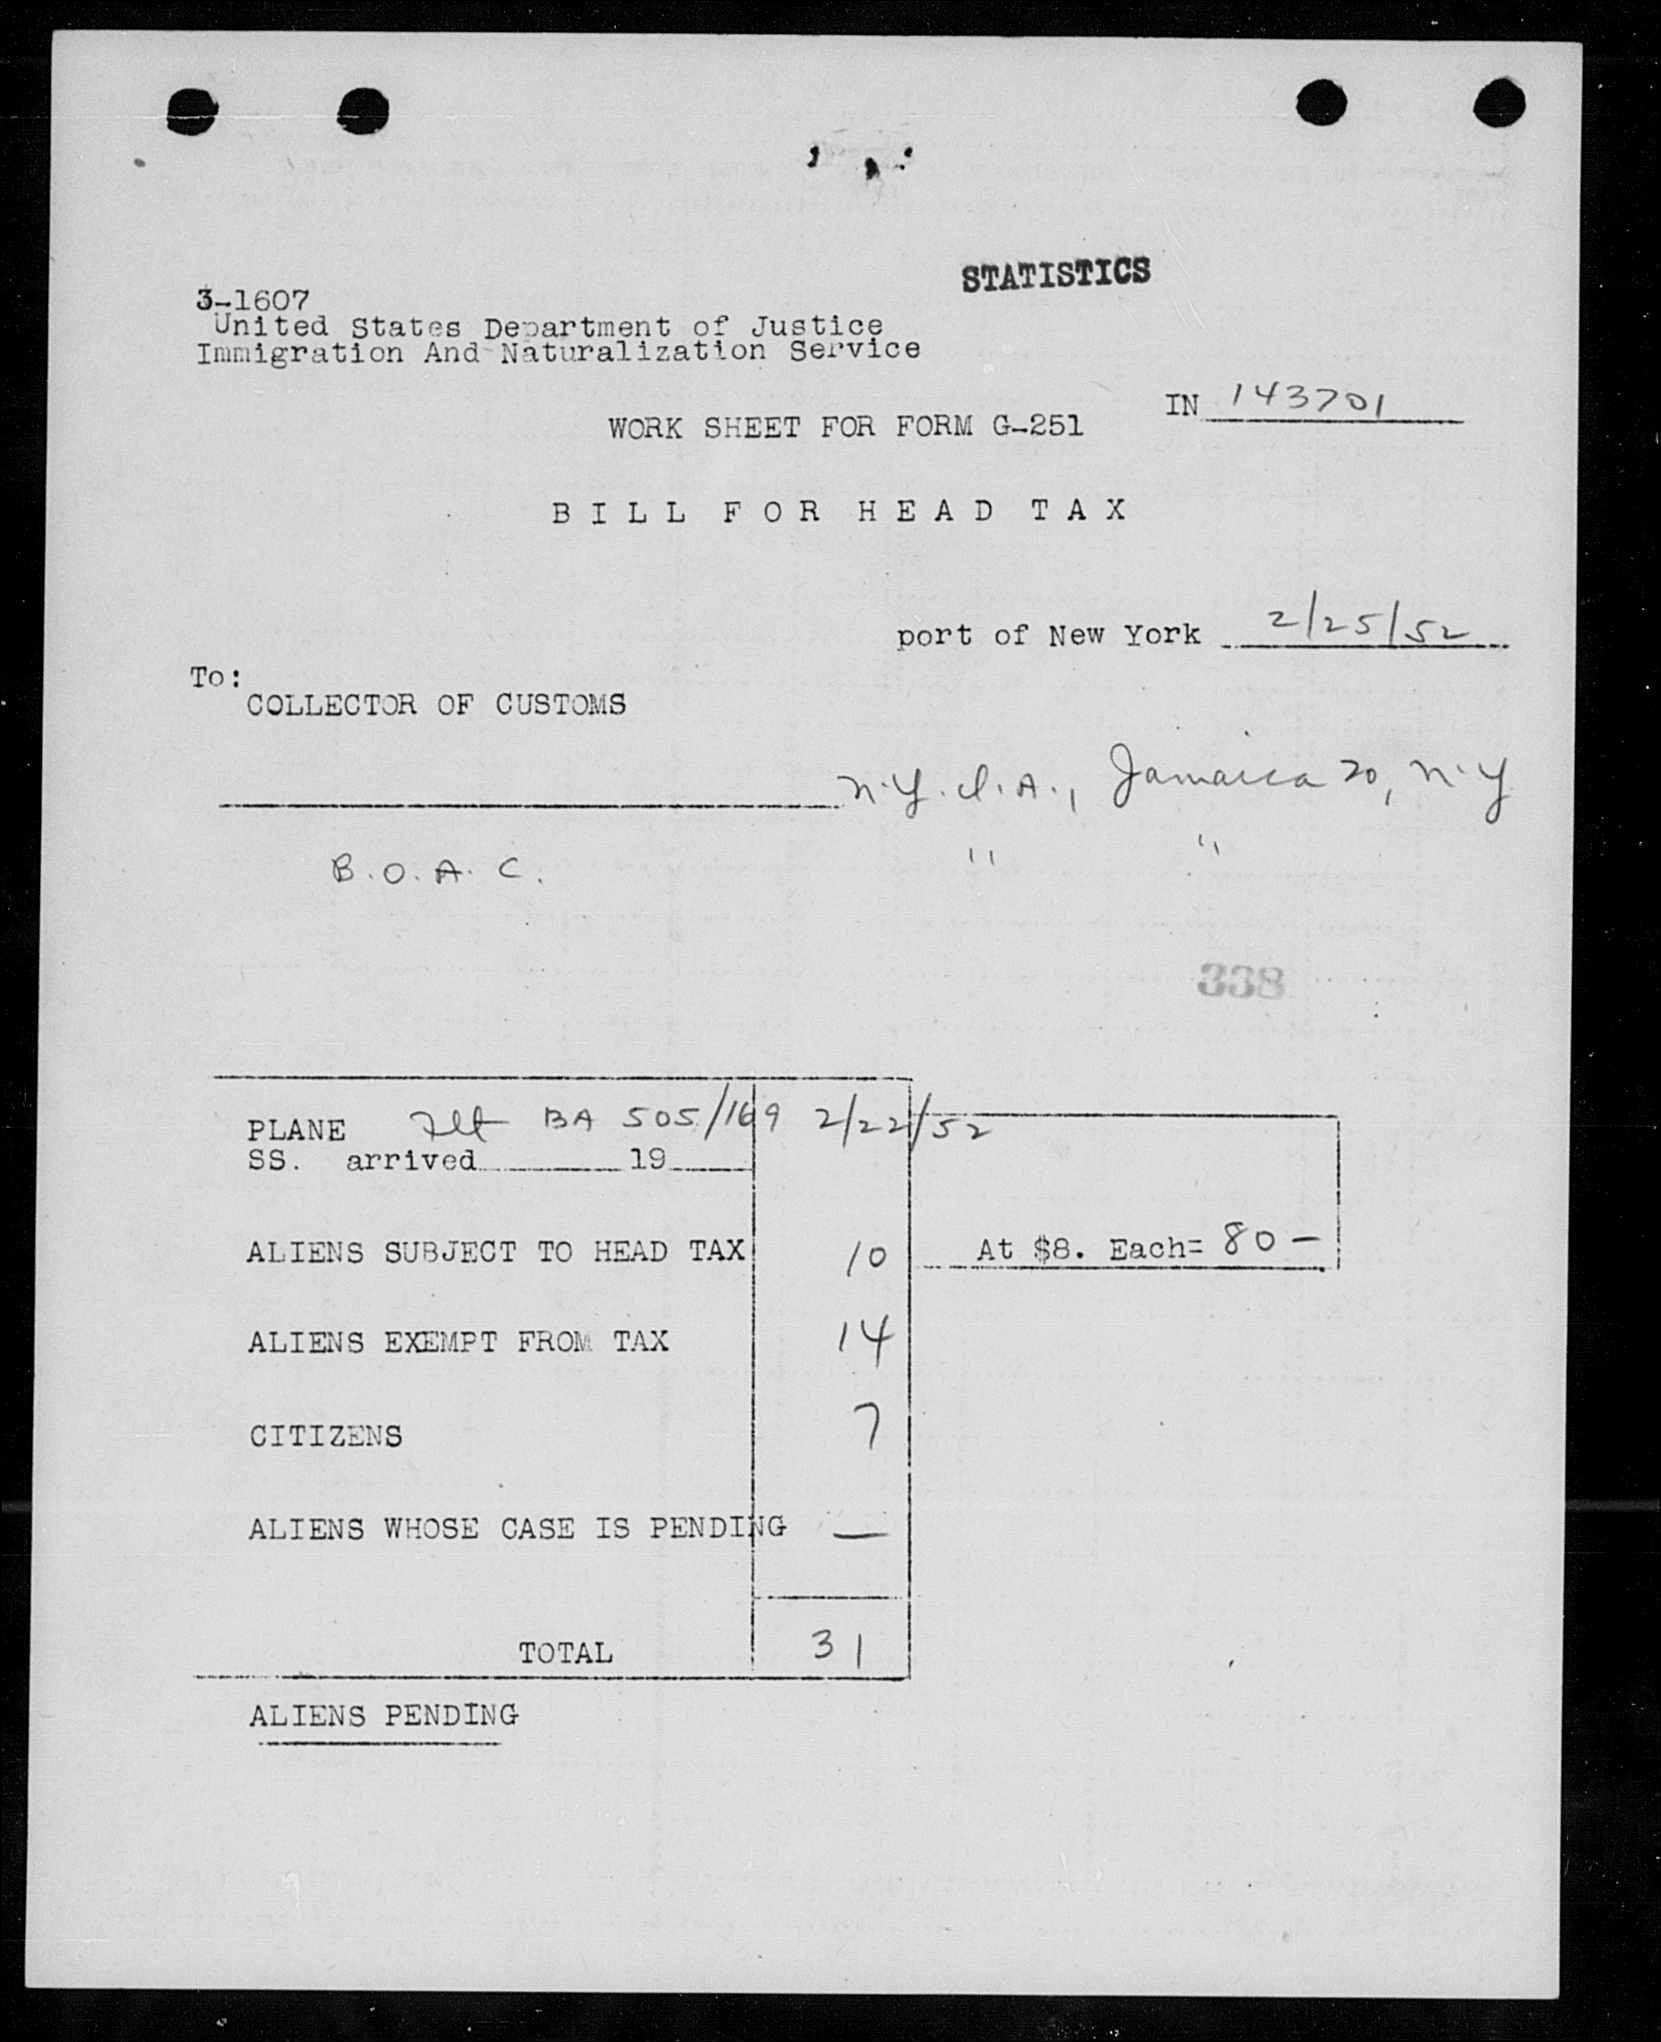 STATISTICS
3-1607
United States Department of Justice
Immigration And Naturalization Service
IN 143701
WORK SHEET FOR FORM G-251
BILL FOR HEAD TAX
port of New York 2/25/52
To:
COLLECTOR OF CUSTOMS
N.Y.I.A., Jamaica 20, N.Y
B.O.A.C. " "
338
PLANE Flt BA 505/169 2/22/52
SS. arrived 19
ALIENS SUBJECT TO HEAD TAX 10 At $8. Each= 80 —
ALIENS EXEMPT FROM TAX 14
CITIZENS 7
ALIENS WHOSE CASE IS PENDING —
TOTAL 31
ALIENS PENDING